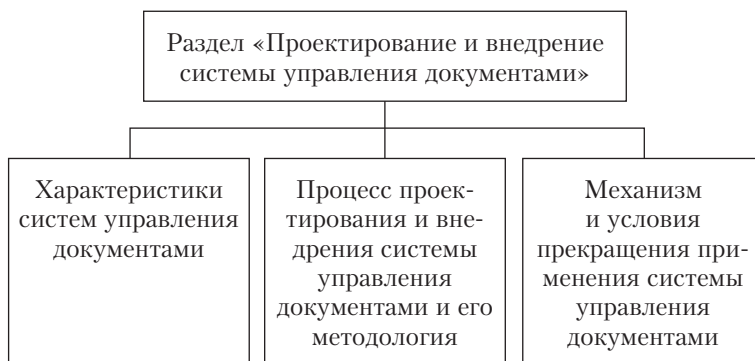 Раздел «Проектирование и внедрение
системы управления документами»
Характеристики
систем управления
документами
Процесс проек-
тирования и вне-
дрения системы
управления
документами и его
методология
Механизм
и условия
прекращения при-
менения системы
управления
документами